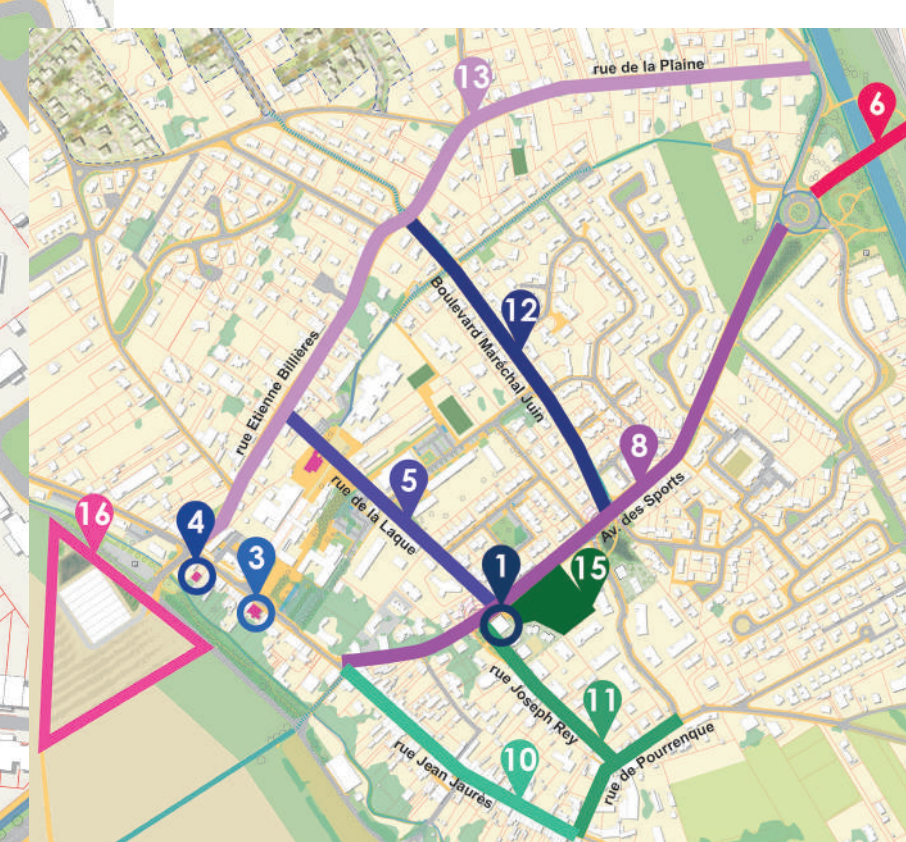 13
rue de la Plaine
6
12
Boulevard Maréchal Juin
rue Etienne Billières
8
Av. des Sports
5
rue de la Laque
16
4
3
1
15
rue Joseph Rey
11
rue de Pourrenque
10
rue Jean Jaurès